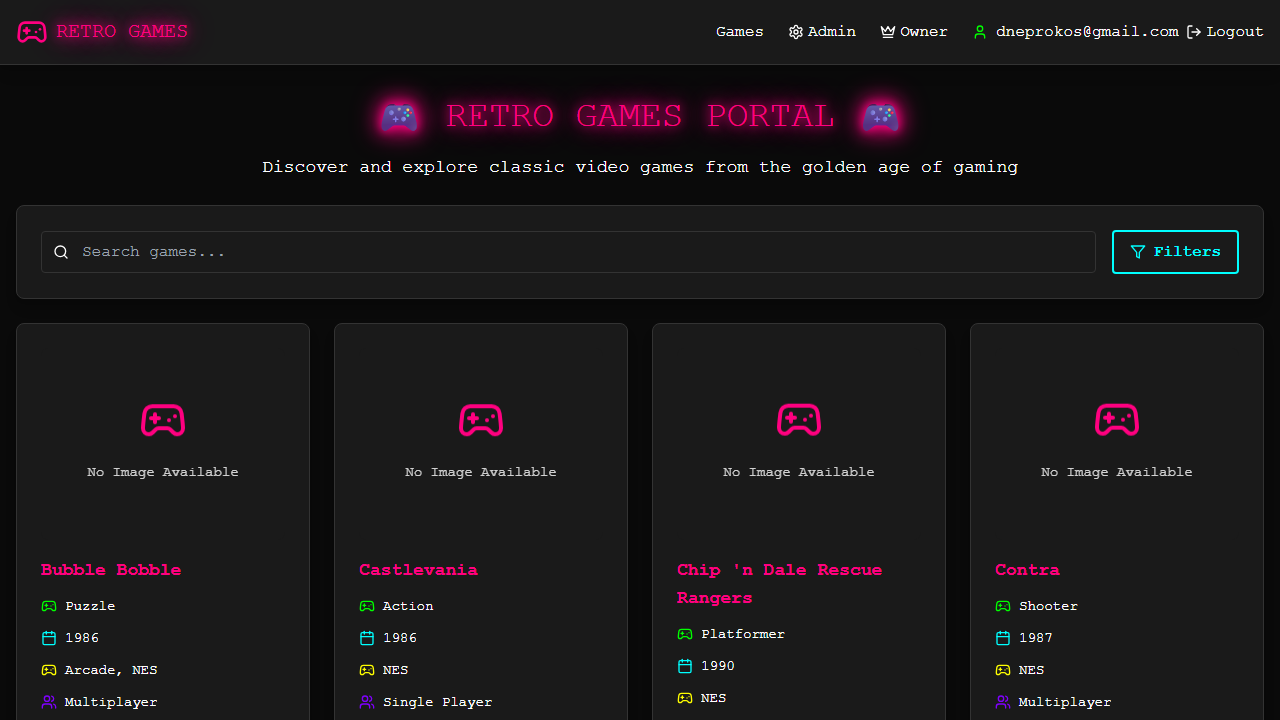 RETRO GAMES
Games
Admin
Owner
dneprokos@gmail.com
Logout
RETRO GAMES PORTAL
Discover and explore classic video games from the golden age of gaming
Search games...
Filters
No Image Available
No Image Available
No Image Available
No Image Available
Bubble Bobble
Puzzle
1986
Arcade, NES
Multiplayer
Castlevania
Action
1986
NES
Single Player
Chip 'n Dale Rescue
Rangers
Platformer
1990
NES
Contra
Shooter
1987
NES
Multiplayer